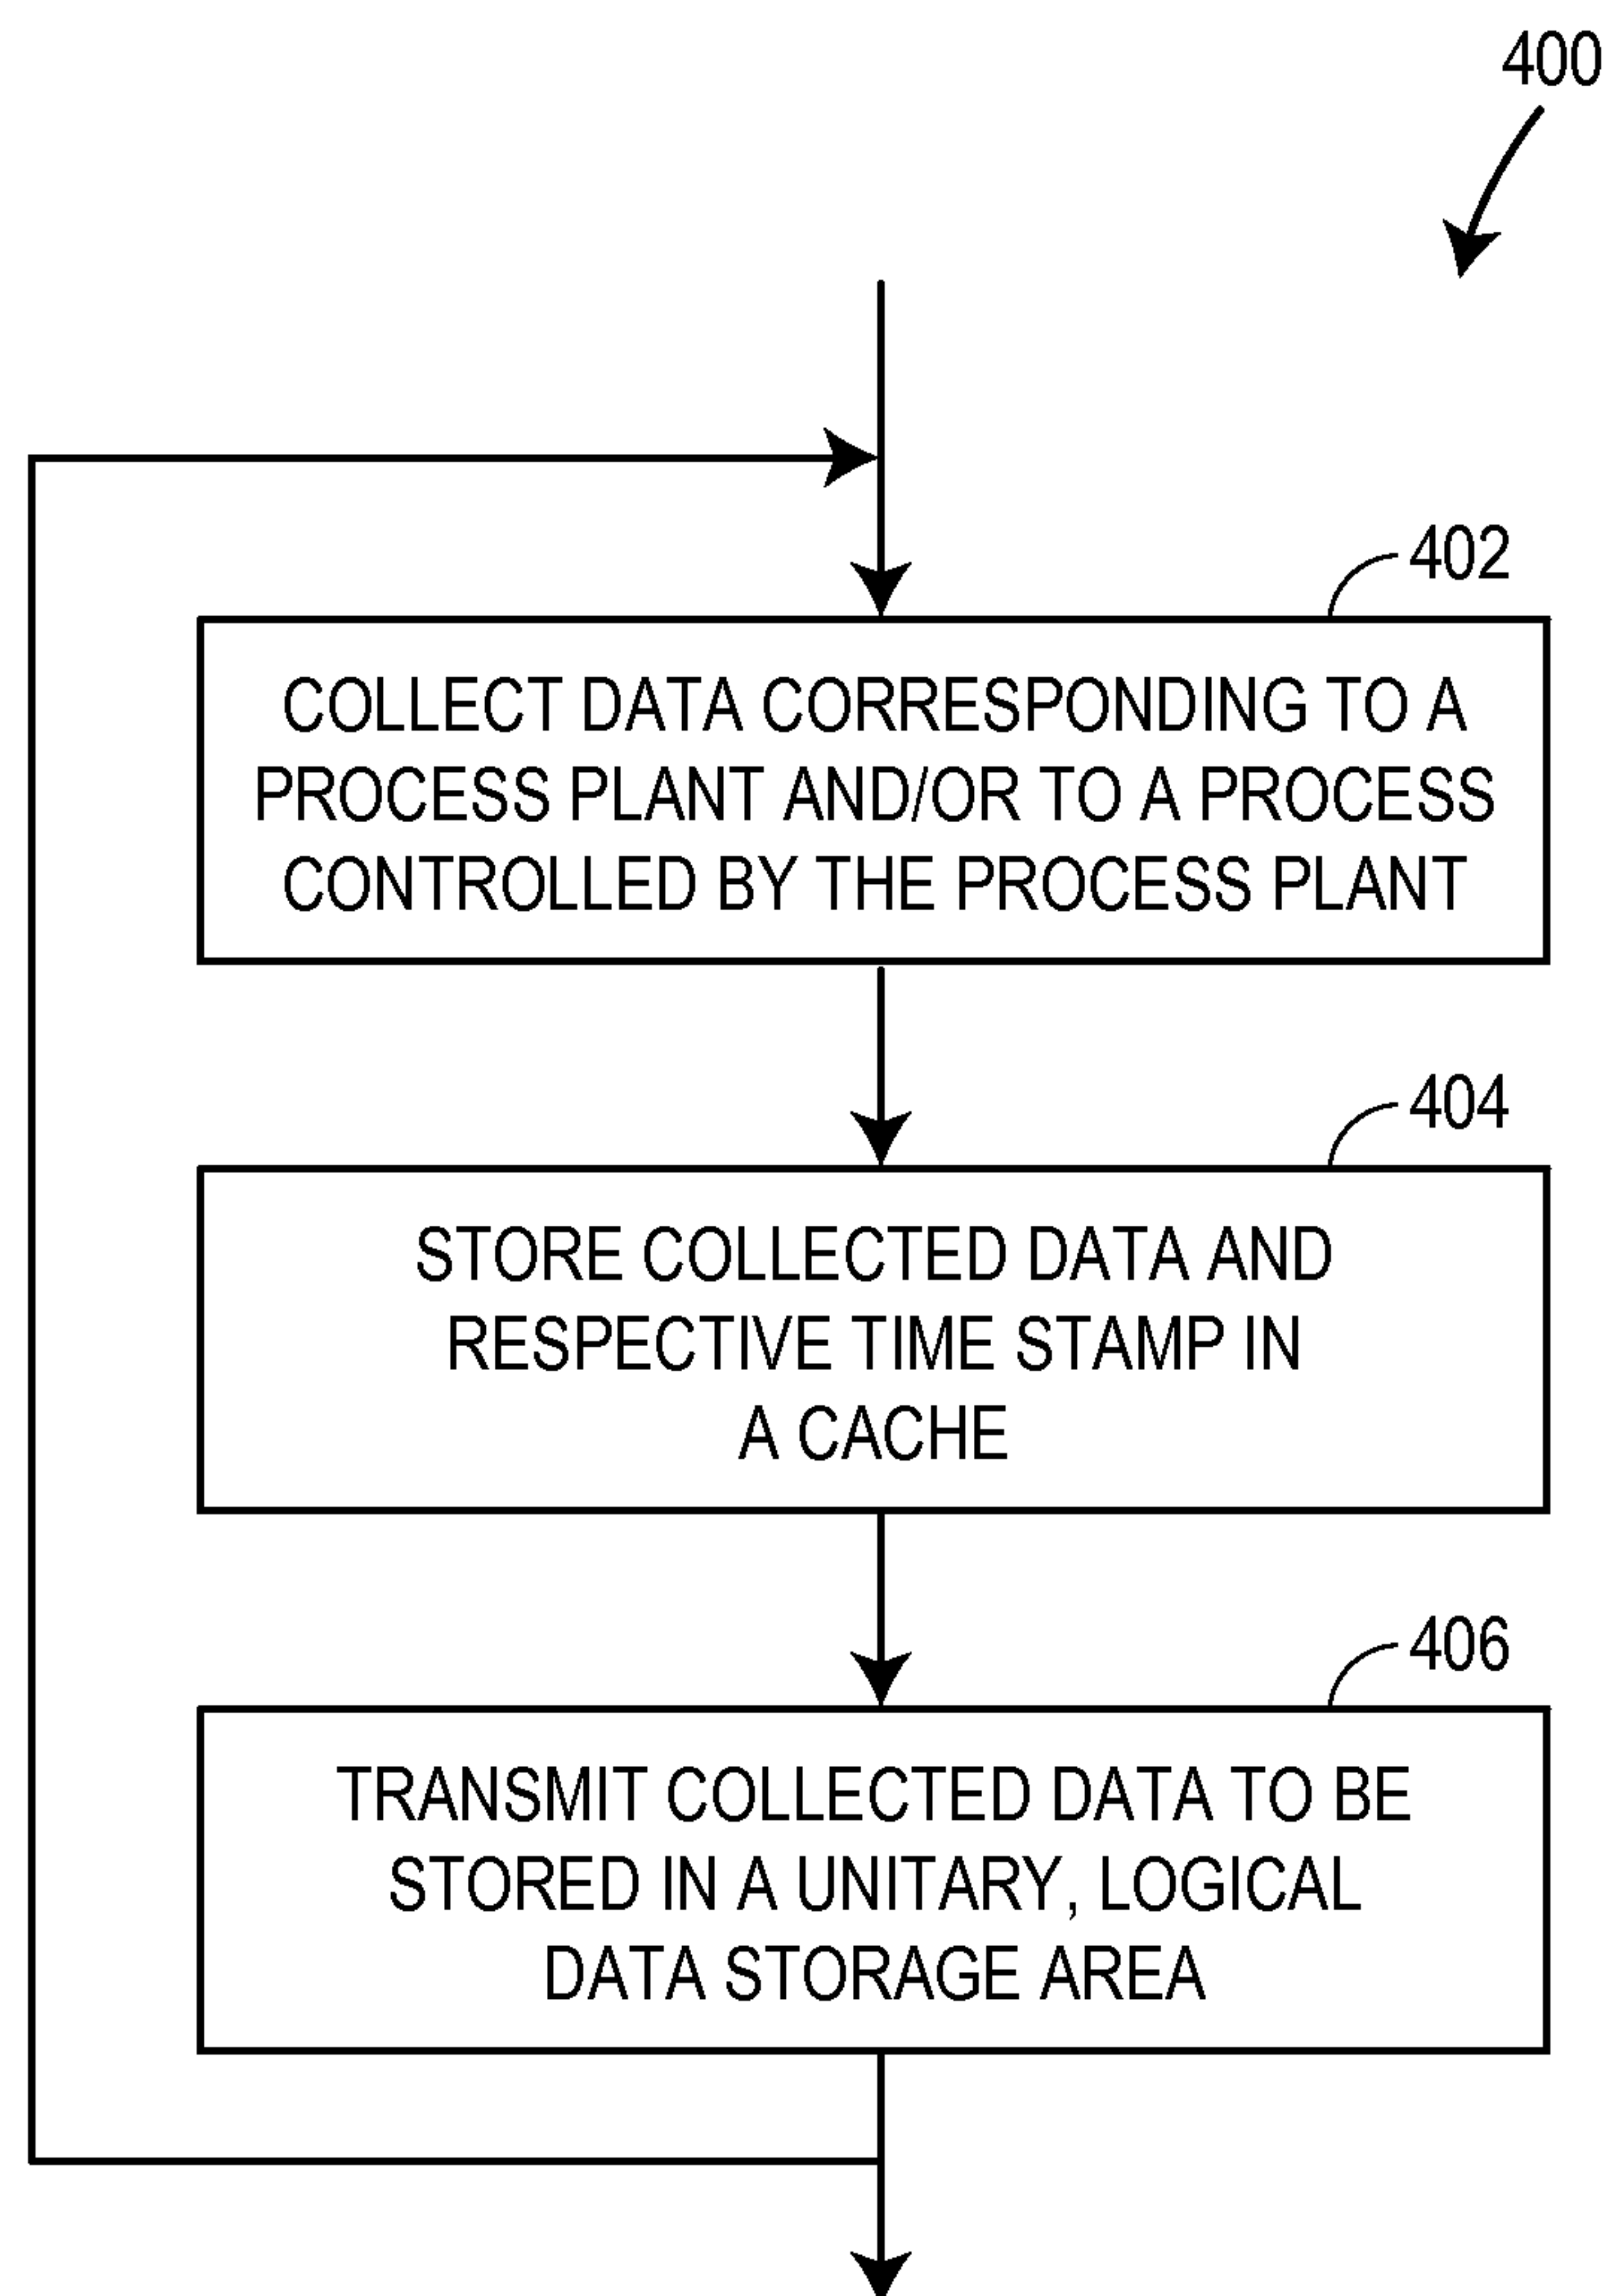 400
402
COLLECT DATA CORRESPONDING TO A
PROCESS PLANT AND/OR TO A PROCESS
CONTROLLED BY THE PROCESS PLANT
404
STORE COLLECTED DATA AND
RESPECTIVE TIME STAMP IN
A CACHE
406
TRANSMIT COLLECTED DATA TO BE
STORED IN A UNITARY, LOGICAL
DATA STORAGE AREA